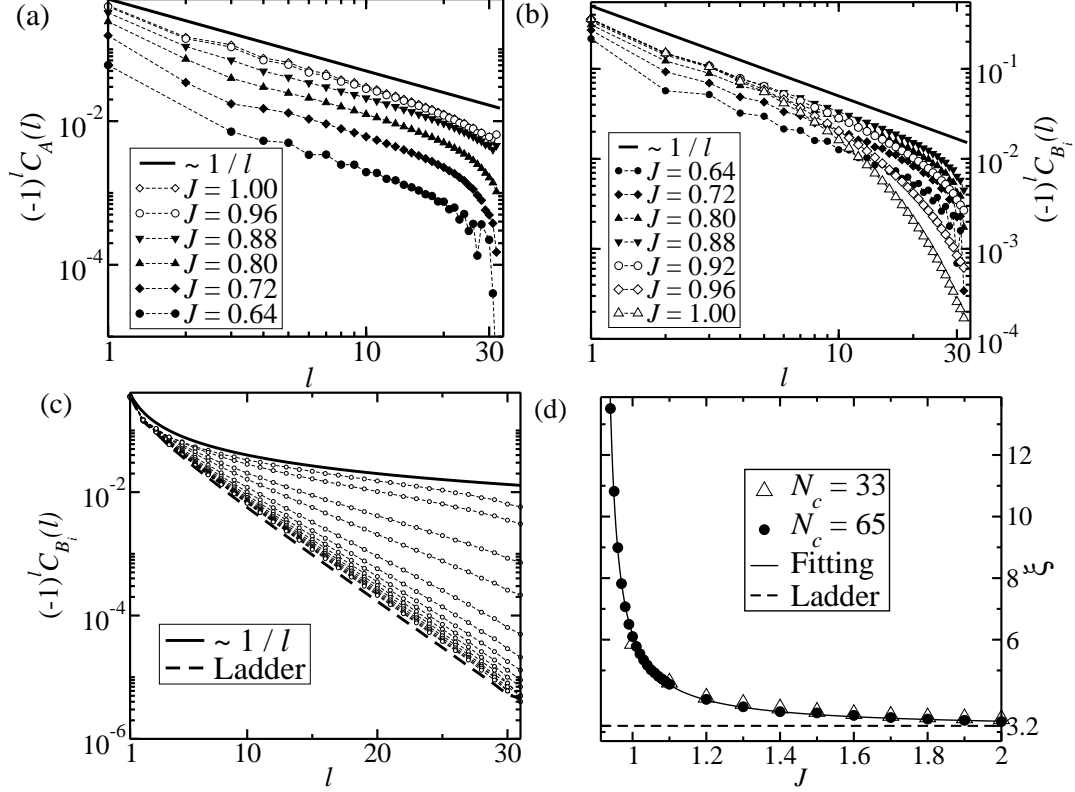 (a)
(-1)^l C_A(l)
10^-2
10^-4
~ 1/l
J = 1.00
J = 0.96
J = 0.88
J = 0.80
J = 0.72
J = 0.64
1 10 30
l
(b)
(-1)^l C_{B_i}(l)
10^-1
10^-2
10^-3
10^-4
~ 1/l
J = 0.64
J = 0.72
J = 0.80
J = 0.88
J = 0.92
J = 0.96
J = 1.00
1 10 30
l
(c)
(-1)^l C_{B_i}(l)
10^-2
10^-4
10^-6
~ 1/l
Ladder
1 10 20 30
l
(d)
12
10
8
6
3.2
ξ
N_c = 33
N_c = 65
Fitting
Ladder
1 1.2 1.4 1.6 1.8 2
J